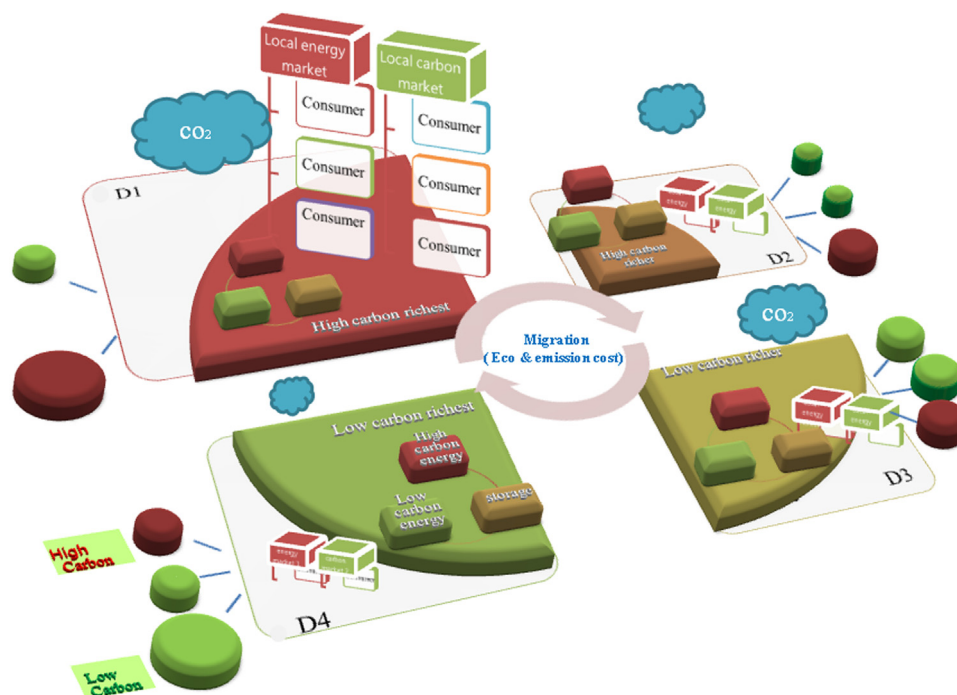 Local energy
market
Local carbon
market
Consumer
Consumer
Consumer
Consumer
Consumer
Consumer
CO₂
D1
High carbon richest
energy
energy
High carbon
richer
D2
Migration
( Eco & emission cost)
CO₂
Low carbon richer
energy
energy
D3
Low carbon richest
High
carbon
energy
Low
carbon
energy
storage
energy
carbon
D4
High
Carbon
Low
Carbon